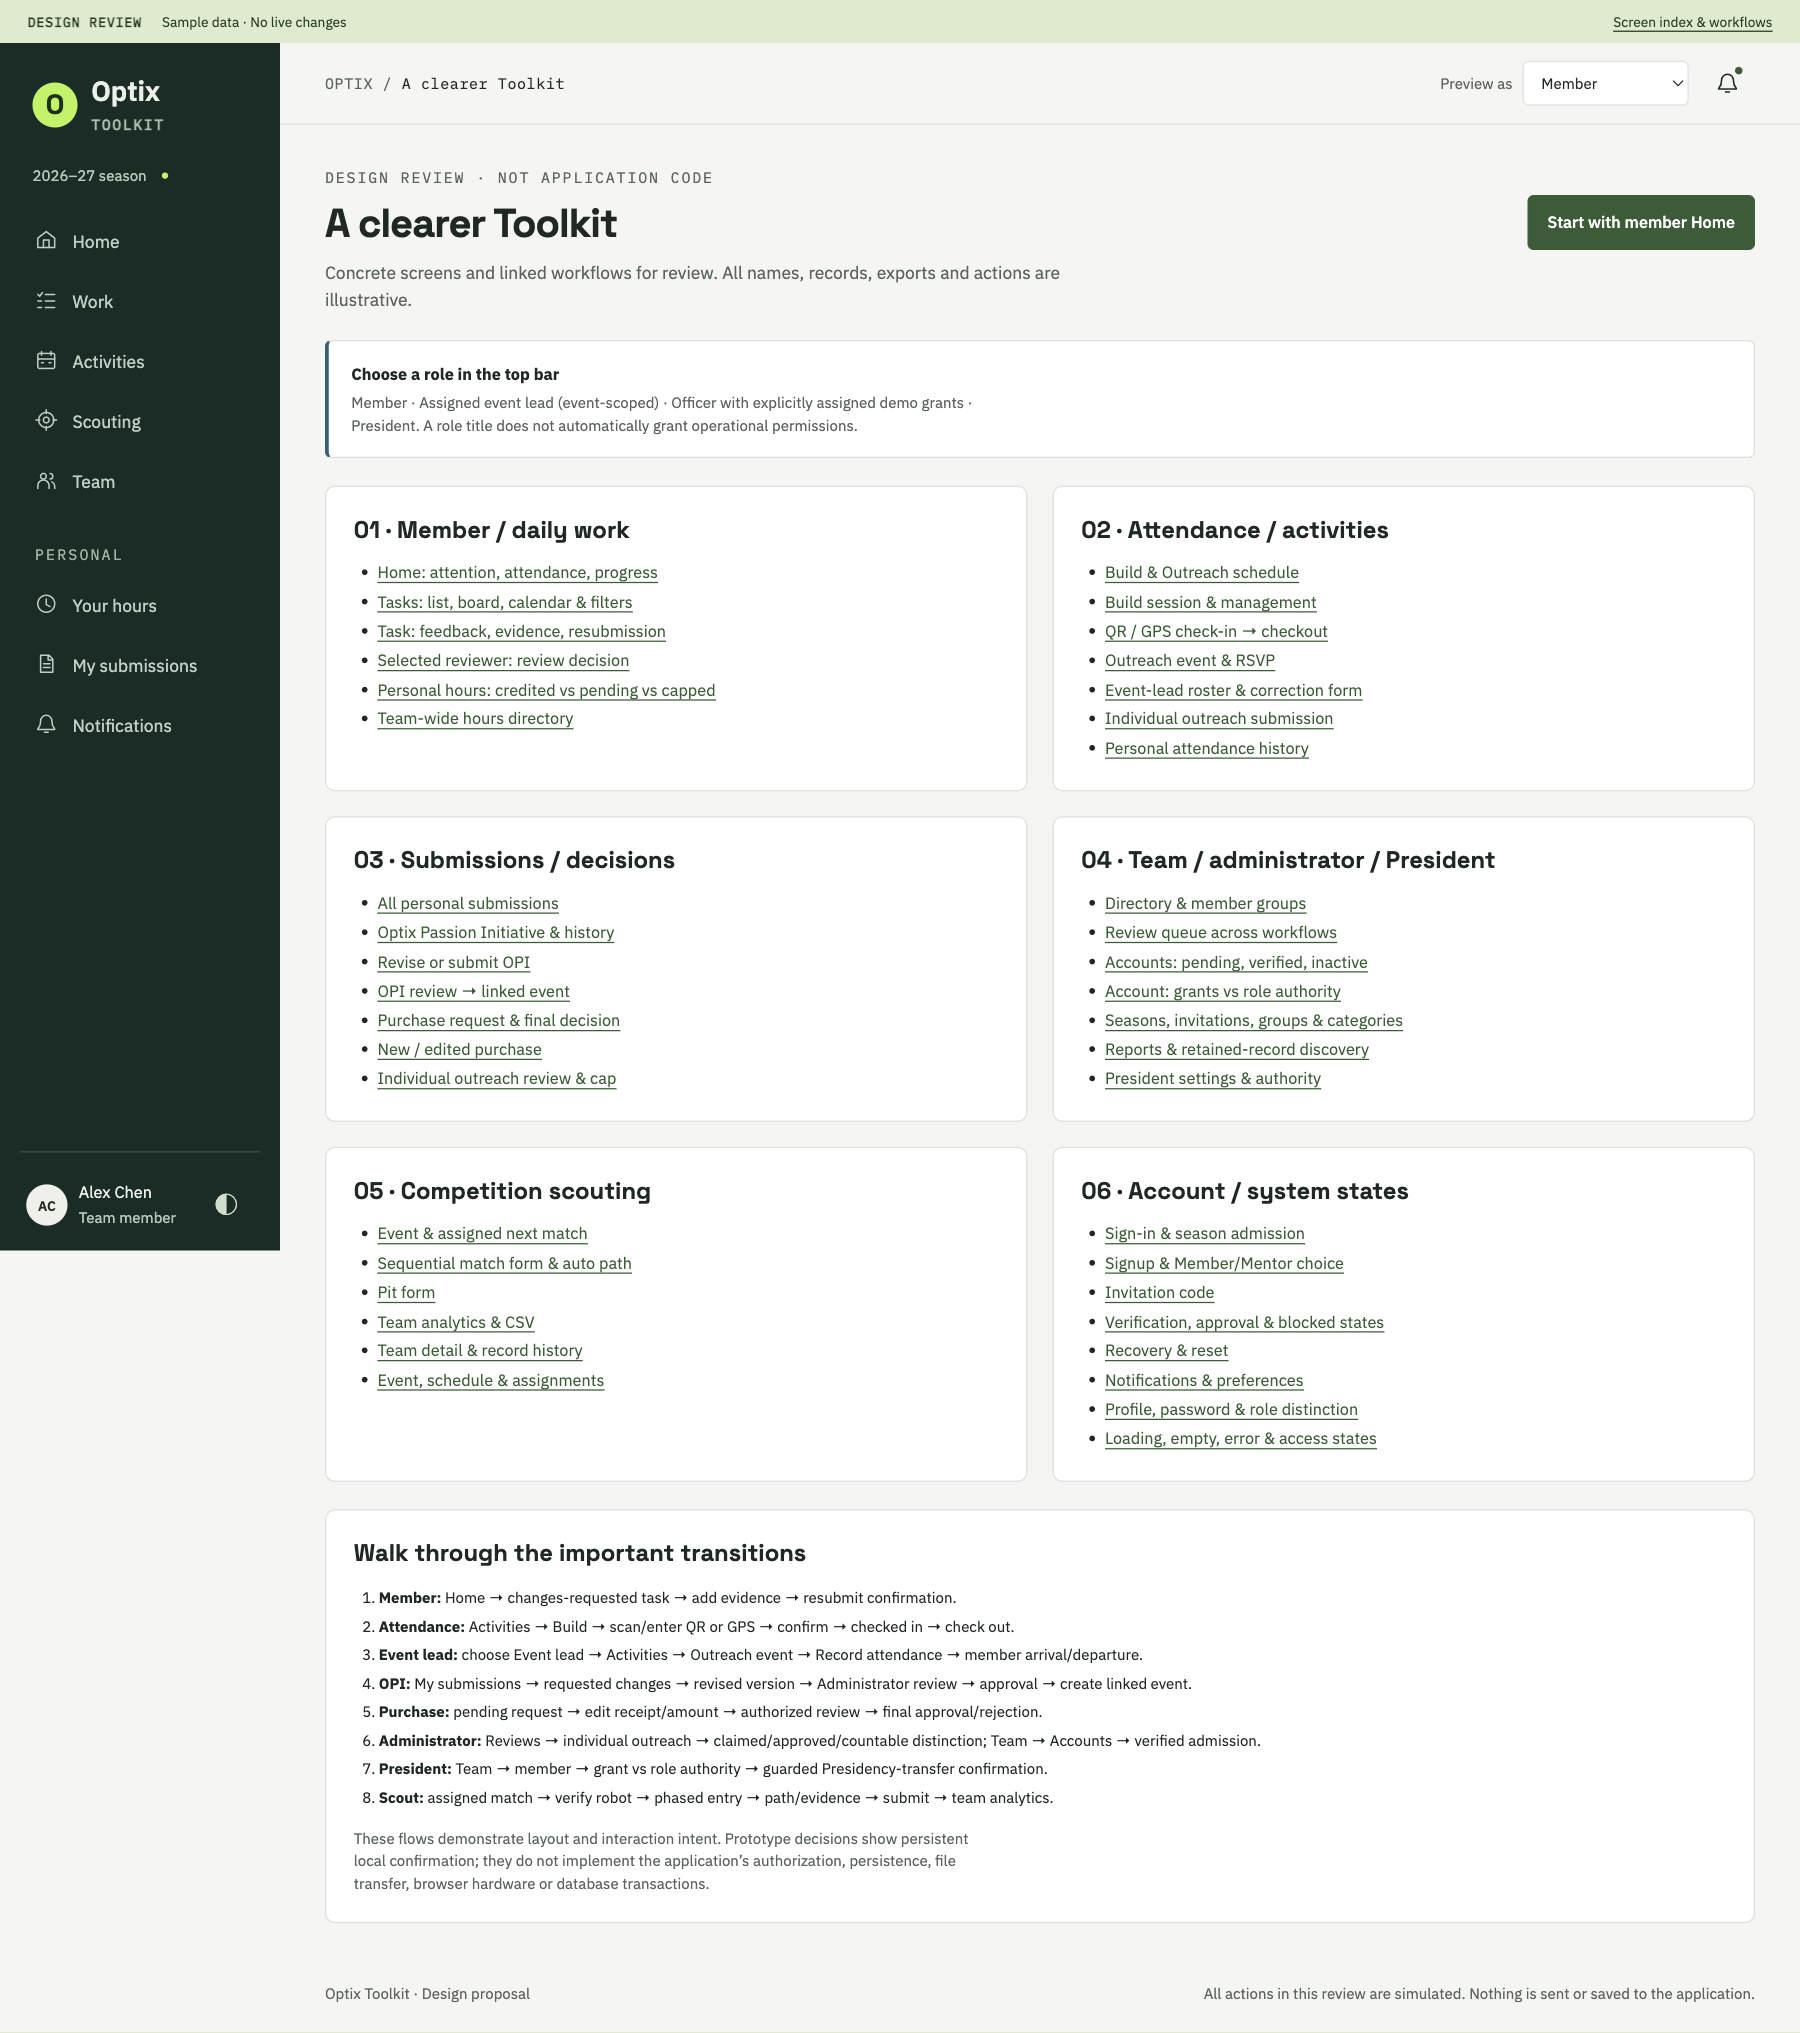 DESIGN REVIEW Sample data · No live changes Screen index & workflows
O Optix
TOOLKIT
2026–27 season
Home
Work
Activities
Scouting
Team
PERSONAL
Your hours
My submissions
Notifications
AC Alex Chen
Team member
OPTIX / A clearer Toolkit Preview as Member
DESIGN REVIEW · NOT APPLICATION CODE
A clearer Toolkit
Start with member Home
Concrete screens and linked workflows for review. All names, records, exports and actions are
illustrative.
Choose a role in the top bar
Member · Assigned event lead (event-scoped) · Officer with explicitly assigned demo grants ·
President. A role title does not automatically grant operational permissions.
01 · Member / daily work
• Home: attention, attendance, progress
• Tasks: list, board, calendar & filters
• Task: feedback, evidence, resubmission
• Selected reviewer: review decision
• Personal hours: credited vs pending vs capped
• Team-wide hours directory
02 · Attendance / activities
• Build & Outreach schedule
• Build session & management
• QR / GPS check-in → checkout
• Outreach event & RSVP
• Event-lead roster & correction form
• Individual outreach submission
• Personal attendance history
03 · Submissions / decisions
• All personal submissions
• Optix Passion Initiative & history
• Revise or submit OPI
• OPI review → linked event
• Purchase request & final decision
• New / edited purchase
• Individual outreach review & cap
04 · Team / administrator / President
• Directory & member groups
• Review queue across workflows
• Accounts: pending, verified, inactive
• Account: grants vs role authority
• Seasons, invitations, groups & categories
• Reports & retained-record discovery
• President settings & authority
05 · Competition scouting
• Event & assigned next match
• Sequential match form & auto path
• Pit form
• Team analytics & CSV
• Team detail & record history
• Event, schedule & assignments
06 · Account / system states
• Sign-in & season admission
• Signup & Member/Mentor choice
• Invitation code
• Verification, approval & blocked states
• Recovery & reset
• Notifications & preferences
• Profile, password & role distinction
• Loading, empty, error & access states
Walk through the important transitions
1. Member: Home → changes-requested task → add evidence → resubmit confirmation.
2. Attendance: Activities → Build → scan/enter QR or GPS → confirm → checked in → check out.
3. Event lead: choose Event lead → Activities → Outreach event → Record attendance → member arrival/departure.
4. OPI: My submissions → requested changes → revised version → Administrator review → approval → create linked event.
5. Purchase: pending request → edit receipt/amount → authorized review → final approval/rejection.
6. Administrator: Reviews → individual outreach → claimed/approved/countable distinction; Team → Accounts → verified admission.
7. President: Team → member → grant vs role authority → guarded Presidency-transfer confirmation.
8. Scout: assigned match → verify robot → phased entry → path/evidence → submit → team analytics.
These flows demonstrate layout and interaction intent. Prototype decisions show persistent
local confirmation; they do not implement the application’s authorization, persistence, file
transfer, browser hardware or database transactions.
Optix Toolkit · Design proposal All actions in this review are simulated. Nothing is sent or saved to the application.